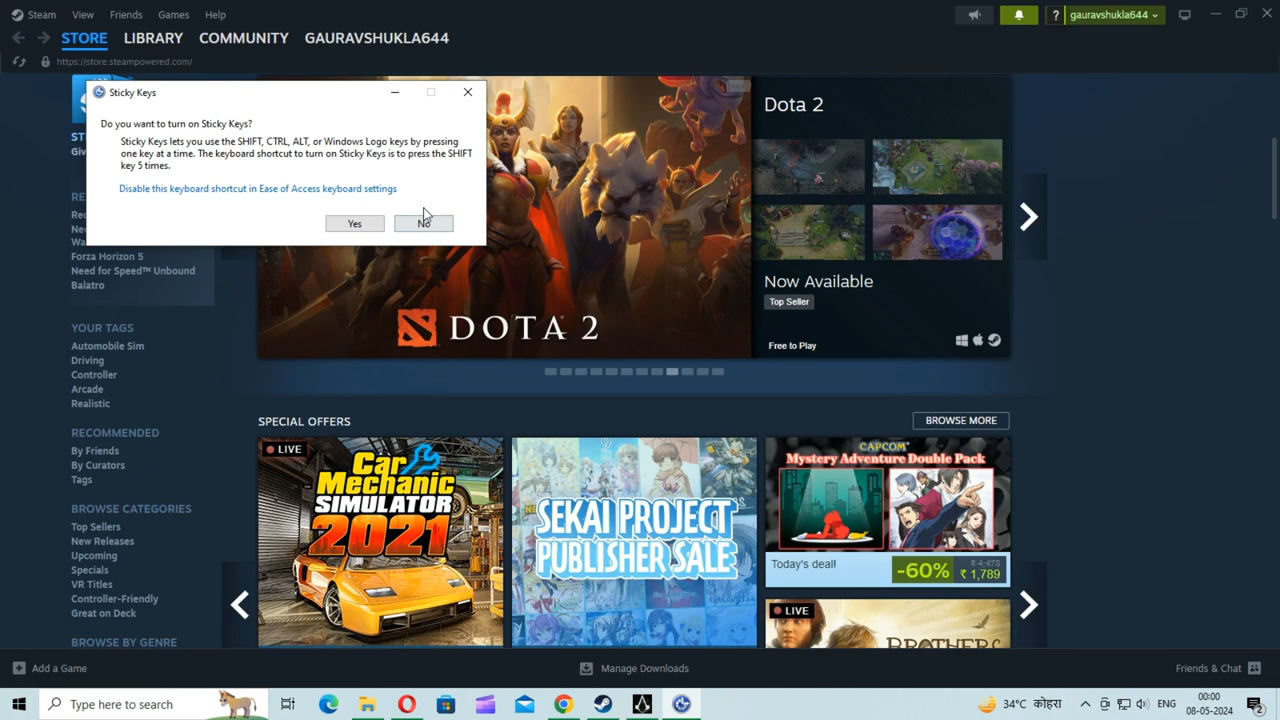 Steam View Friends Games Help
? gauravshukla644
STORE LIBRARY COMMUNITY GAURAVSHUKLA644
https://store.steampowered.com/
Sticky Keys
Do you want to turn on Sticky Keys?
Sticky Keys lets you use the SHIFT, CTRL, ALT, or Windows Logo keys by pressing
one key at a time. The keyboard shortcut to turn on Sticky Keys is to press the SHIFT
key 5 times.
Disable this keyboard shortcut in Ease of Access keyboard settings
Yes No
Forza Horizon 5
Need for Speed™ Unbound
Balatro
YOUR TAGS
Automobile Sim
Driving
Controller
Arcade
Realistic
RECOMMENDED
By Friends
By Curators
Tags
BROWSE CATEGORIES
Top Sellers
New Releases
Upcoming
Specials
VR Titles
Controller-Friendly
Great on Deck
BROWSE BY GENRE
DOTA 2
Dota 2
Now Available
Top Seller
Free to Play
SPECIAL OFFERS
BROWSE MORE
LIVE
Car
Mechanic
SIMULATOR
2021
SEKAI PROJECT
PUBLISHER SALE
CAPCOM
Mystery Adventure Double Pack
Today's deal!
-60%
₹ 4,475
₹ 1,789
LIVE
BROTHERS
Add a Game
Manage Downloads
Friends & Chat
Type here to search
34°C कोहरा
ENG
00:00
08-05-2024
2